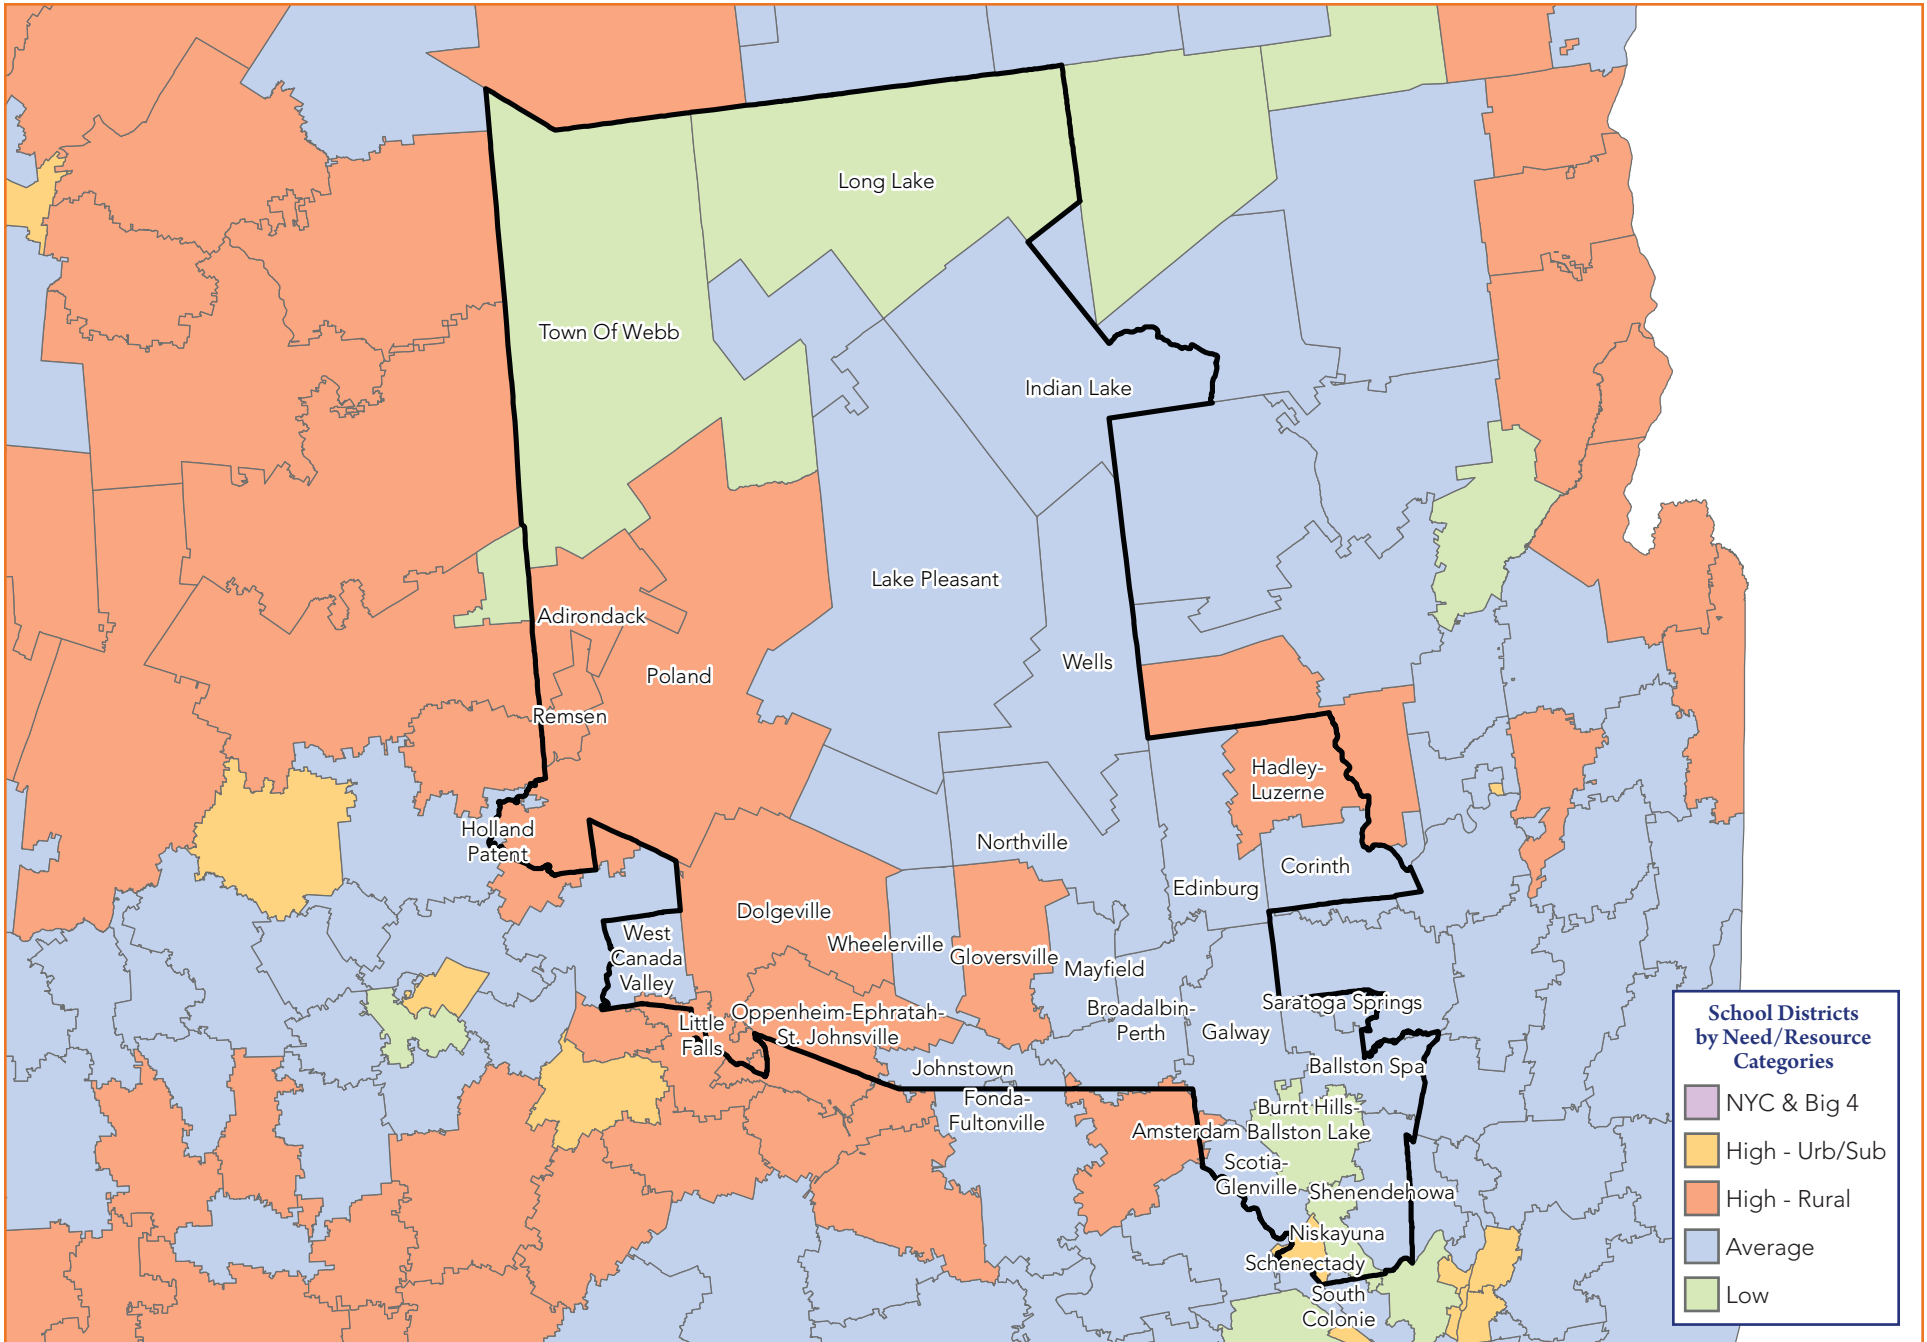 Long Lake
Town Of Webb
Indian Lake
Lake Pleasant
Adirondack
Wells
Poland
Remsen
Hadley-
Luzerne
Holland
Patent
Northville
Corinth
Edinburg
Dolgeville
West
Canada
Valley
Wheelerville
Gloversville
Mayfield
Saratoga Springs
Broadalbin-
Perth
Galway
Oppenheim-Ephratah-
St. Johnsville
Little
Falls
Johnstown
Ballston Spa
Fonda-
Fultonville
Burnt Hills-
Ballston Lake
Amsterdam
Scotia-
Glenville
Shenendehowa
Niskayuna
Schenectady
South
Colonie
School Districts
by Need/Resource
Categories
NYC & Big 4
High - Urb/Sub
High - Rural
Average
Low